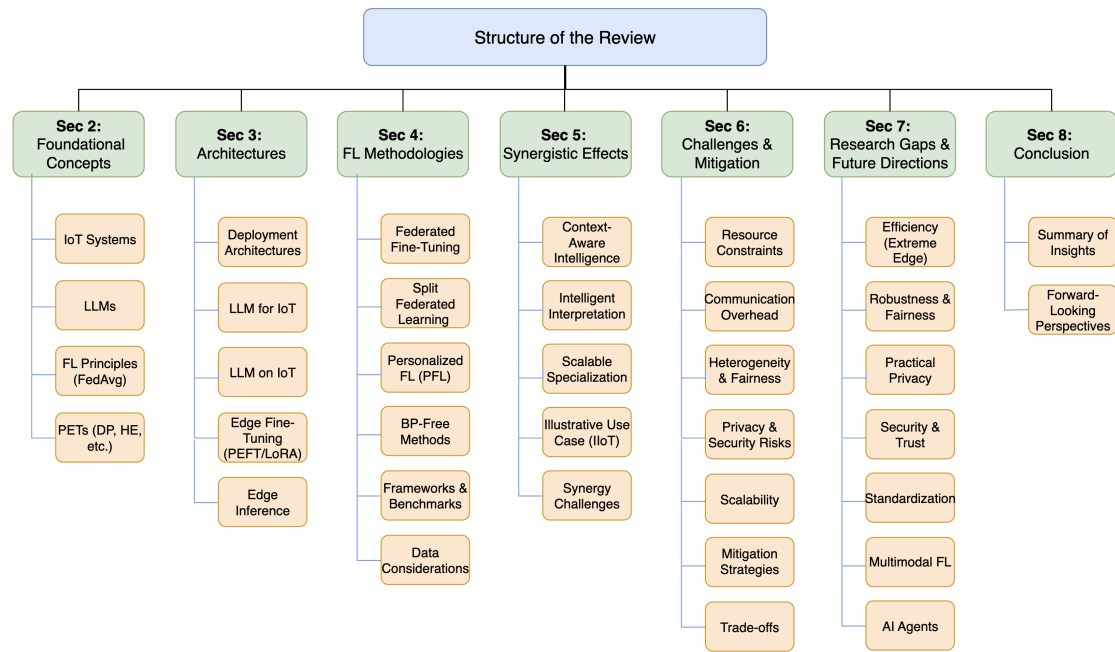 Structure of the Review
Sec 2:
Foundational
Concepts
IoT Systems
LLMs
FL Principles
(FedAvg)
PETs (DP, HE,
etc.)
Sec 3:
Architectures
Deployment
Architectures
LLM for IoT
LLM on IoT
Edge Fine-
Tuning
(PEFT/LoRA)
Edge
Inference
Sec 4:
FL Methodologies
Federated
Fine-Tuning
Split
Federated
Learning
Personalized
FL (PFL)
BP-Free
Methods
Frameworks &
Benchmarks
Data
Considerations
Sec 5:
Synergistic Effects
Context-
Aware
Intelligence
Intelligent
Interpretation
Scalable
Specialization
Illustrative Use
Case (IIoT)
Synergy
Challenges
Sec 6:
Challenges &
Mitigation
Resource
Constraints
Communication
Overhead
Heterogeneity
& Fairness
Privacy &
Security Risks
Scalability
Mitigation
Strategies
Trade-offs
Sec 7:
Research Gaps &
Future Directions
Efficiency
(Extreme
Edge)
Robustness &
Fairness
Practical
Privacy
Security &
Trust
Standardization
Multimodal FL
AI Agents
Sec 8:
Conclusion
Summary of
Insights
Forward-
Looking
Perspectives